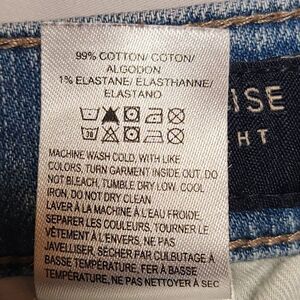 99% COTTON/ COTON/
ALGODON
1% ELASTANE/ ELASTHANNE/
ELASTANO
30
MACHINE WASH COLD, WITH LIKE
COLORS, TURN GARMENT INSIDE OUT, DO
NOT BLEACH, TUMBLE DRY LOW, COOL
IRON, DO NOT DRY CLEAN
LAVER À LA MACHINE À L'EAU FROIDE,
SEPARER LES COULEURS, TOURNER LE
VÊTEMENT À L'ENVERS, NE PAS
JAVELLISER, SÉCHER PAR CULBUTAGE À
BASSE TEMPÉRATURE, FER À BASSE
TEMPÉRATURE, NE PAS NETTOYER À SEC
ISE
HT